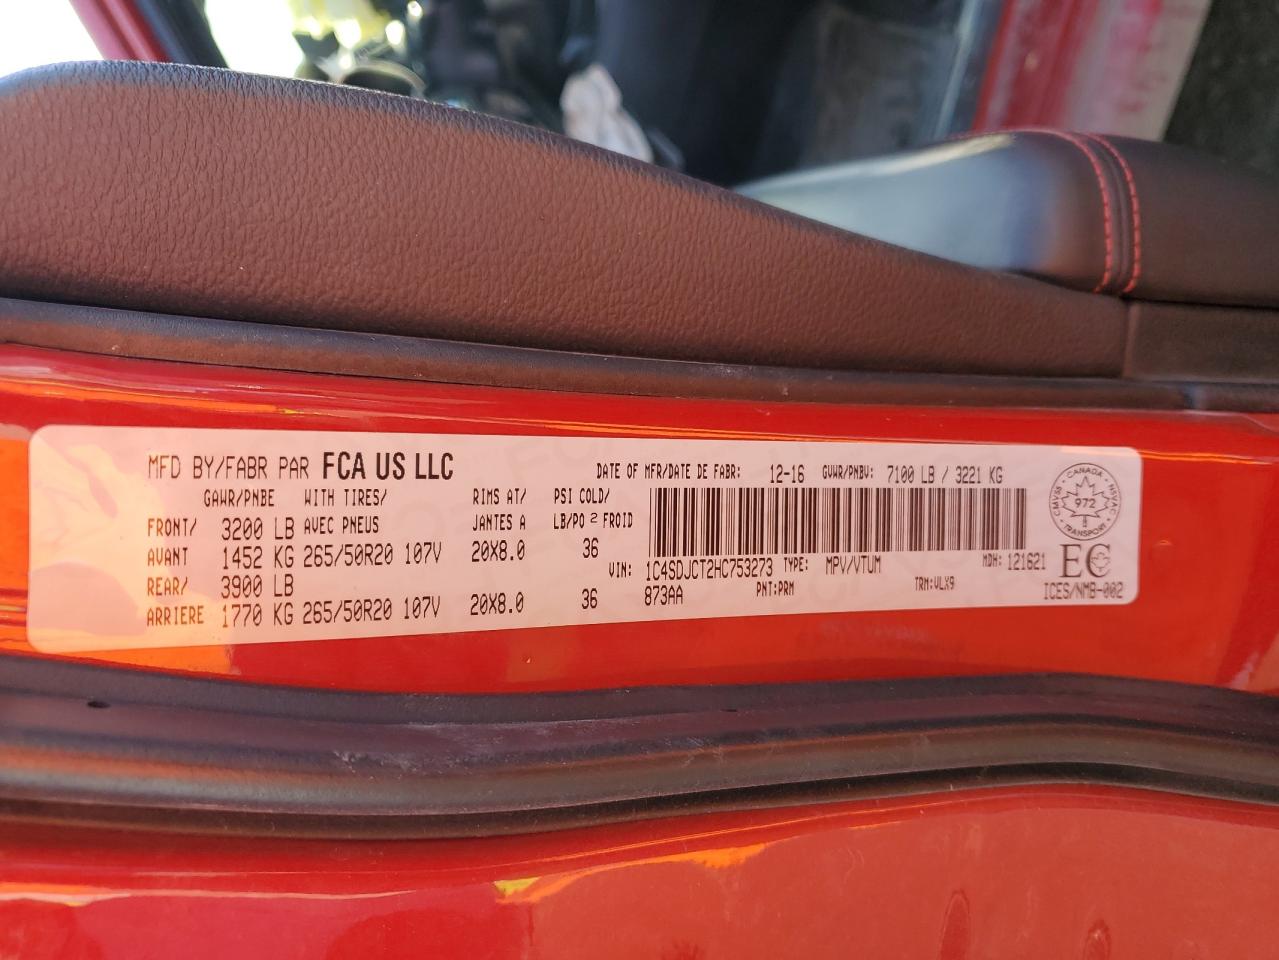 MFD BY/FABR PAR FCA US LLC DATE OF MFR/DATE DE FABR: 12-16 GVWR/PNBV: 7100 LB / 3221 KG
GAWR/PNBE WITH TIRES/ RIMS AT/ PSI COLD/
FRONT/ 3200 LB AVEC PNEUS JANTES A LB/PO 2 FROID
AVANT 1452 KG 265/50R20 107V 20X8.0 36
REAR/ 3900 LB
ARRIERE 1770 KG 265/50R20 107V 20X8.0 36
VIN: 1C4SDJCT2HC753273 TYPE: MPV/VTUM MDH: 121621
873AA PNT:PRM TRM:VLX9
CANADA
CMVSS 972 NSVAC
TRANSPORT
EC
ICES/NMB-002